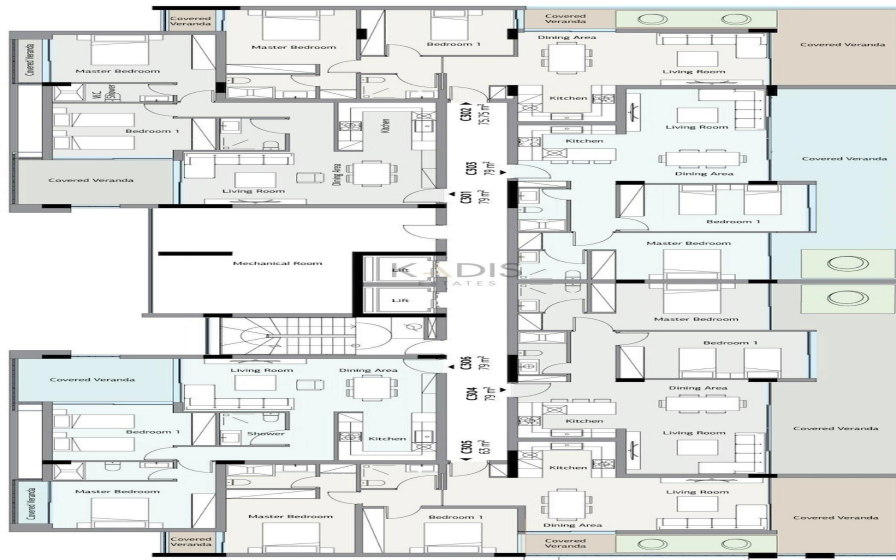 Covered
Veranda
Master Bedroom
Bedroom 1
Covered
Veranda
Dining Area
Living Room
Covered Veranda
Covered Veranda
Master Bedroom
W.C
Shower
Bedroom 1
Covered Veranda
Living Room
Dining Area
Kitchen
Kitchen
C302
75.75 m²
C303
79 m²
C301
79 m²
Kitchen
Living Room
Dining Area
Covered Veranda
Bedroom 1
Master Bedroom
Mechanical Room
Lift
Lift
KADIS
ESTATES
Master Bedroom
Bedroom 1
Covered Veranda
Living Room
Dining Area
C306
79 m²
C304
79 m²
C305
63 m²
Dining Area
Kitchen
Living Room
Covered Veranda
Bedroom 1
Shower
Kitchen
Master Bedroom
Covered Veranda
Kitchen
Living Room
Dining Area
Covered Veranda
Master Bedroom
Bedroom 1
Covered
Veranda
Covered
Veranda